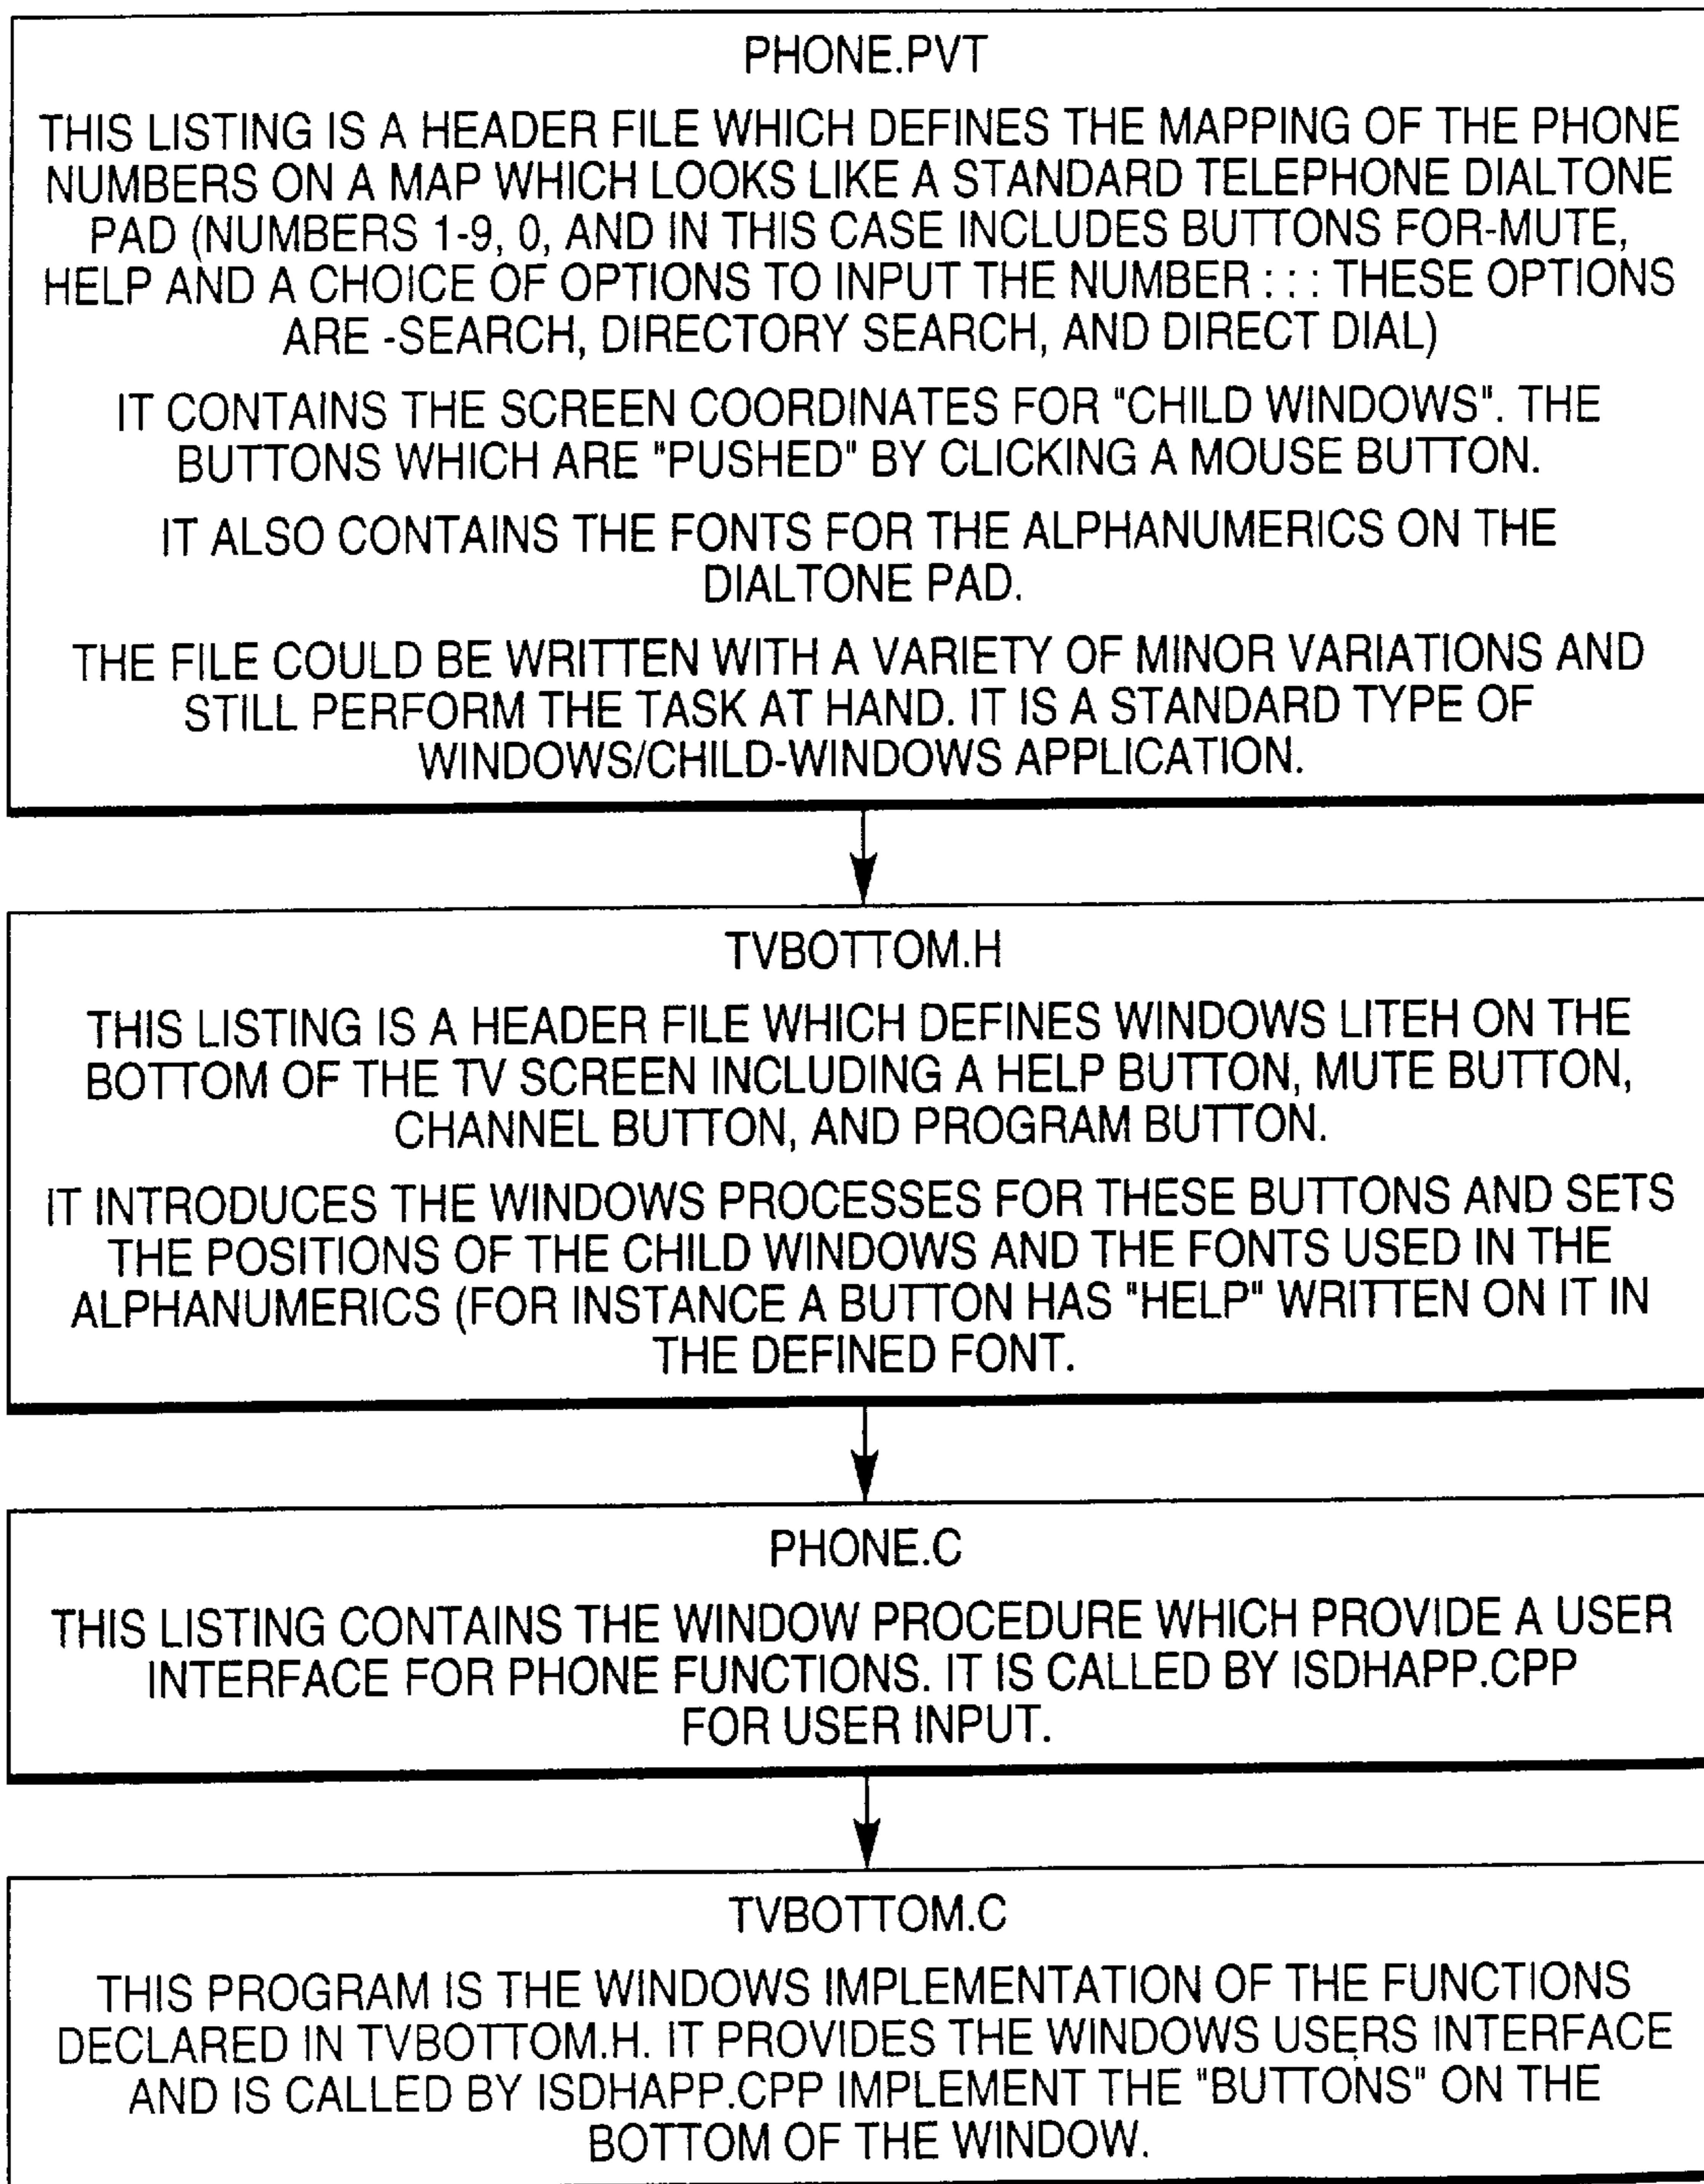 PHONE.PVT
THIS LISTING IS A HEADER FILE WHICH DEFINES THE MAPPING OF THE PHONE
NUMBERS ON A MAP WHICH LOOKS LIKE A STANDARD TELEPHONE DIALTONE
PAD (NUMBERS 1-9, 0, AND IN THIS CASE INCLUDES BUTTONS FOR-MUTE,
HELP AND A CHOICE OF OPTIONS TO INPUT THE NUMBER : : : THESE OPTIONS
ARE -SEARCH, DIRECTORY SEARCH, AND DIRECT DIAL)
IT CONTAINS THE SCREEN COORDINATES FOR "CHILD WINDOWS". THE
BUTTONS WHICH ARE "PUSHED" BY CLICKING A MOUSE BUTTON.
IT ALSO CONTAINS THE FONTS FOR THE ALPHANUMERICS ON THE
DIALTONE PAD.
THE FILE COULD BE WRITTEN WITH A VARIETY OF MINOR VARIATIONS AND
STILL PERFORM THE TASK AT HAND. IT IS A STANDARD TYPE OF
WINDOWS/CHILD-WINDOWS APPLICATION.
TVBOTTOM.H
THIS LISTING IS A HEADER FILE WHICH DEFINES WINDOWS LITEH ON THE
BOTTOM OF THE TV SCREEN INCLUDING A HELP BUTTON, MUTE BUTTON,
CHANNEL BUTTON, AND PROGRAM BUTTON.
IT INTRODUCES THE WINDOWS PROCESSES FOR THESE BUTTONS AND SETS
THE POSITIONS OF THE CHILD WINDOWS AND THE FONTS USED IN THE
ALPHANUMERICS (FOR INSTANCE A BUTTON HAS "HELP" WRITTEN ON IT IN
THE DEFINED FONT.
PHONE.C
THIS LISTING CONTAINS THE WINDOW PROCEDURE WHICH PROVIDE A USER
INTERFACE FOR PHONE FUNCTIONS. IT IS CALLED BY ISDHAPP.CPP
FOR USER INPUT.
TVBOTTOM.C
THIS PROGRAM IS THE WINDOWS IMPLEMENTATION OF THE FUNCTIONS
DECLARED IN TVBOTTOM.H. IT PROVIDES THE WINDOWS USERS INTERFACE
AND IS CALLED BY ISDHAPP.CPP IMPLEMENT THE "BUTTONS" ON THE
BOTTOM OF THE WINDOW.